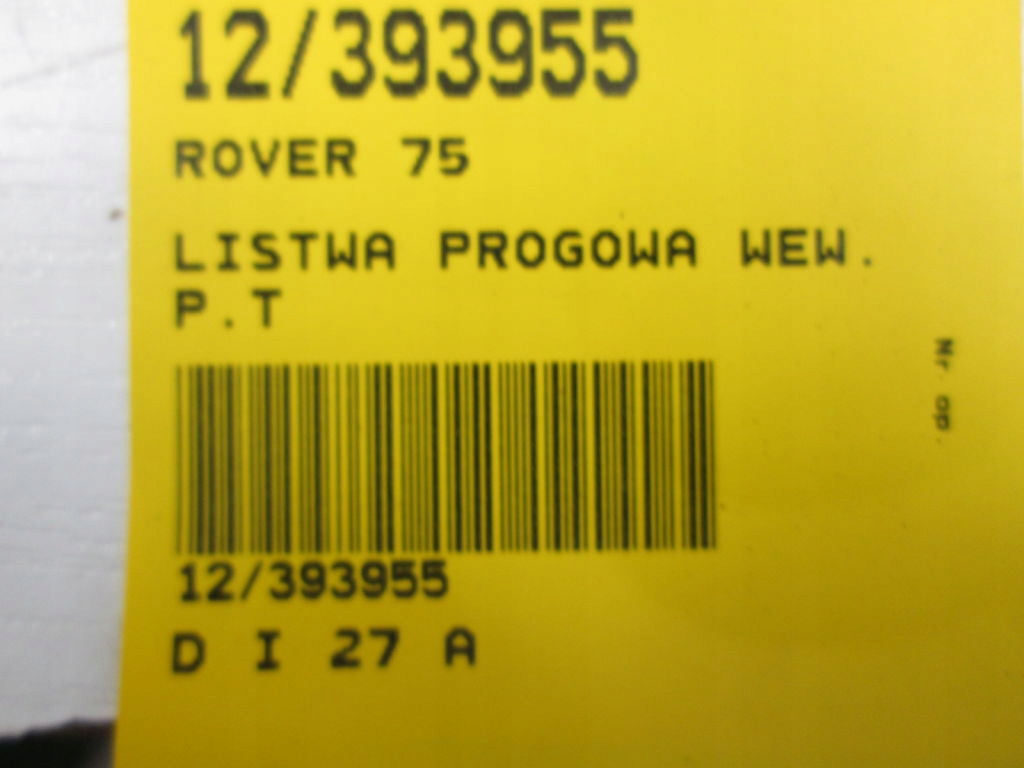 12/393955
ROVER 75
LISTWA PROGOWA WEW.
P.T
Nr op.
12/393955
D I 27 A